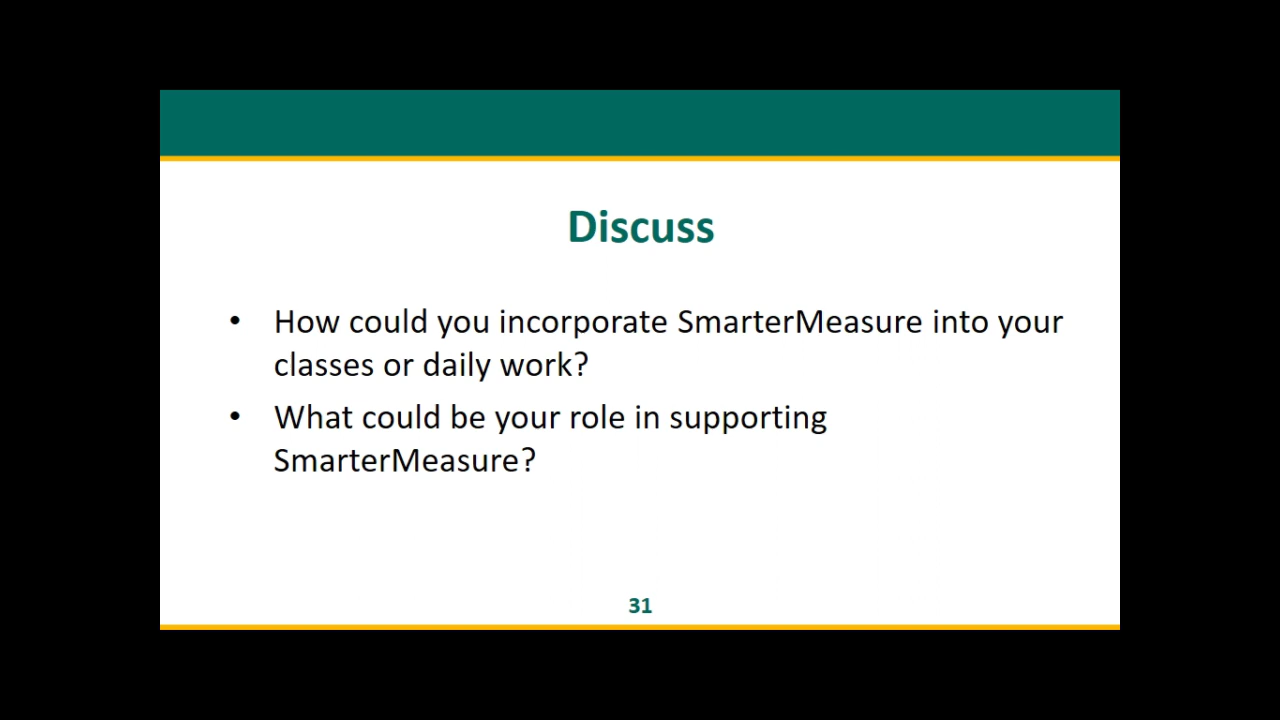 Discuss
• How could you incorporate SmarterMeasure into your
classes or daily work?
• What could be your role in supporting
SmarterMeasure?
31